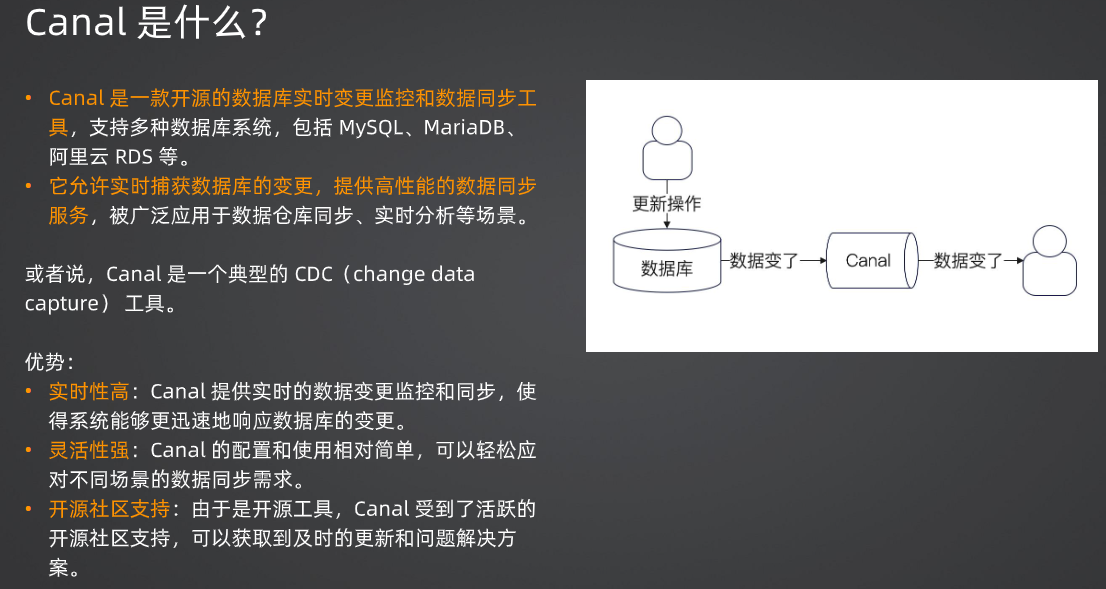 Canal 是什么？
• Canal 是一款开源的数据库实时变更监控和数据同步工
具，支持多种数据库系统，包括 MySQL、MariaDB、
阿里云 RDS 等。
• 它允许实时捕获数据库的变更，提供高性能的数据同步
服务，被广泛应用于数据仓库同步、实时分析等场景。
或者说，Canal 是一个典型的 CDC（change data
capture） 工具。
优势：
• 实时性高：Canal 提供实时的数据变更监控和同步，使
得系统能够更迅速地响应数据库的变更。
• 灵活性强：Canal 的配置和使用相对简单，可以轻松应
对不同场景的数据同步需求。
• 开源社区支持：由于是开源工具，Canal 受到了活跃的
开源社区支持，可以获取到及时的更新和问题解决方
案。
更新操作
数据库
数据变了
Canal
数据变了